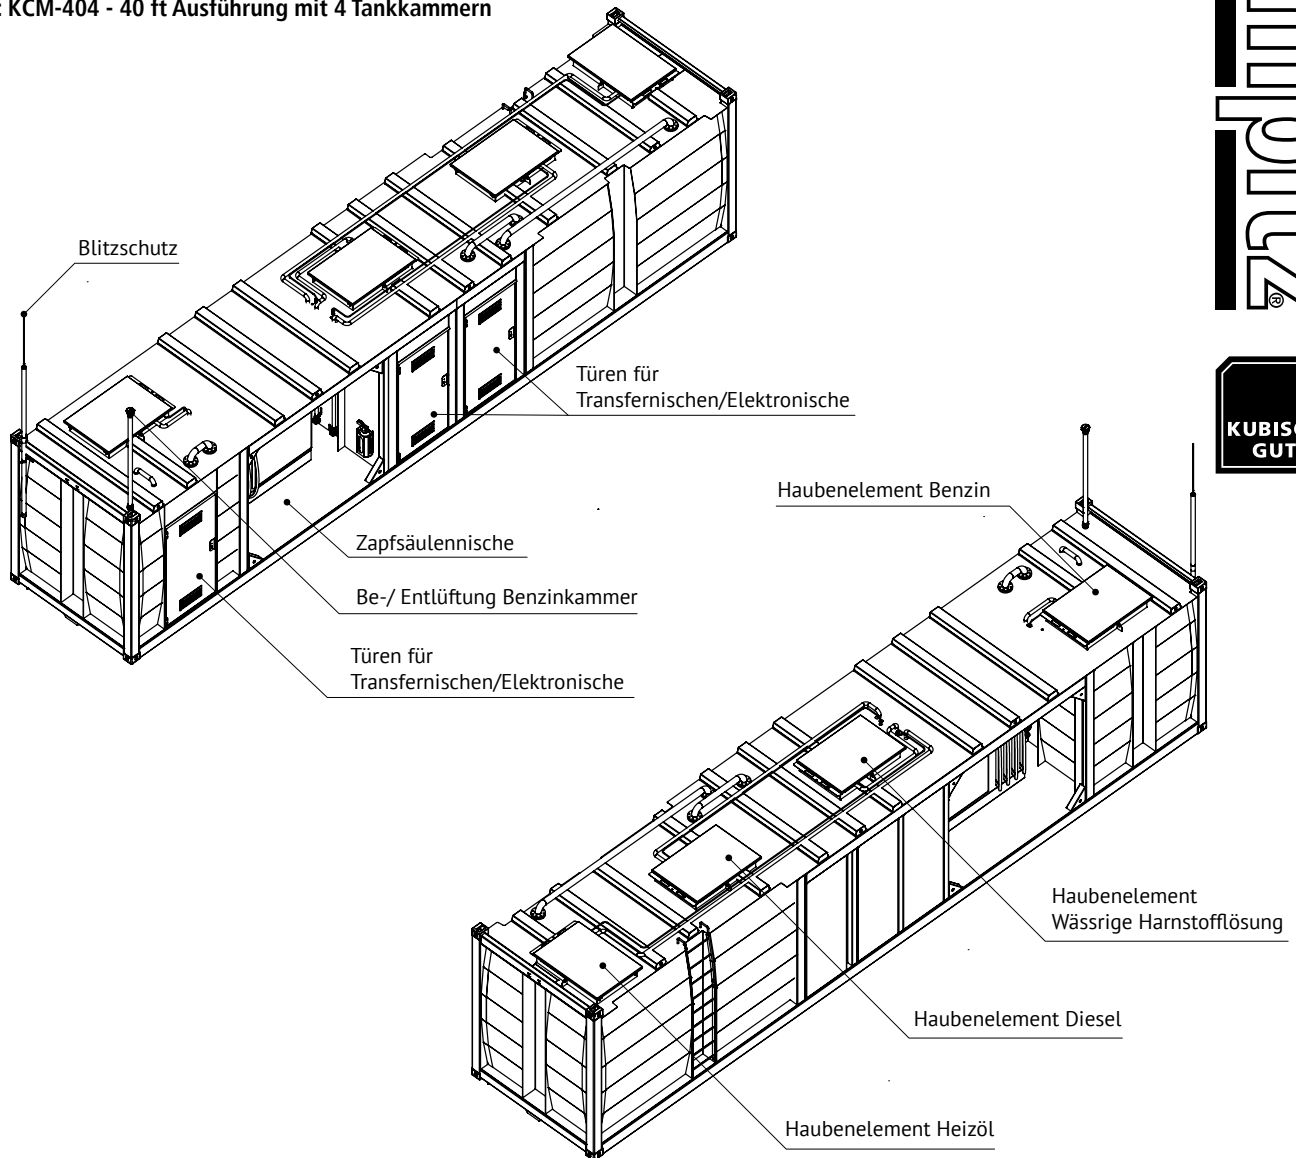 : KCM-404 - 40 ft Ausführung mit 4 Tankkammern
Blitzschutz
Türen für
Transfernischen/Elektronische
Zapfsäulennische
Be-/ Entlüftung Benzinkammer
Türen für
Transfernischen/Elektronische
Haubenelement Benzin
Haubenelement
Wässrige Harnstofflösung
Haubenelement Diesel
Haubenelement Heizöl
®
GUT